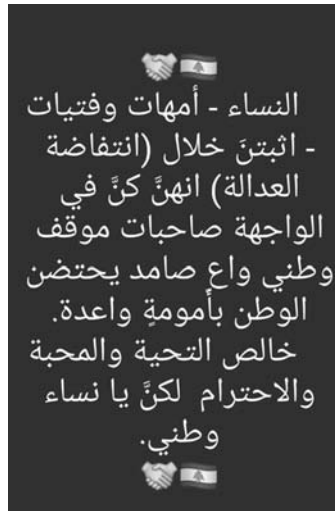 🤝🇱🇧
النساء - أمهات وفتيات
- اثبتنَ خلال (انتفاضة
العدالة) انهنَّ كنَّ في
الواجهة صاحبات موقف
وطني واع صامد يحتضن
الوطن بأمومةٍ واعدة.
خالص التحية والمحبة
والاحترام لكنَّ يا نساء
وطني.
🤝🇱🇧